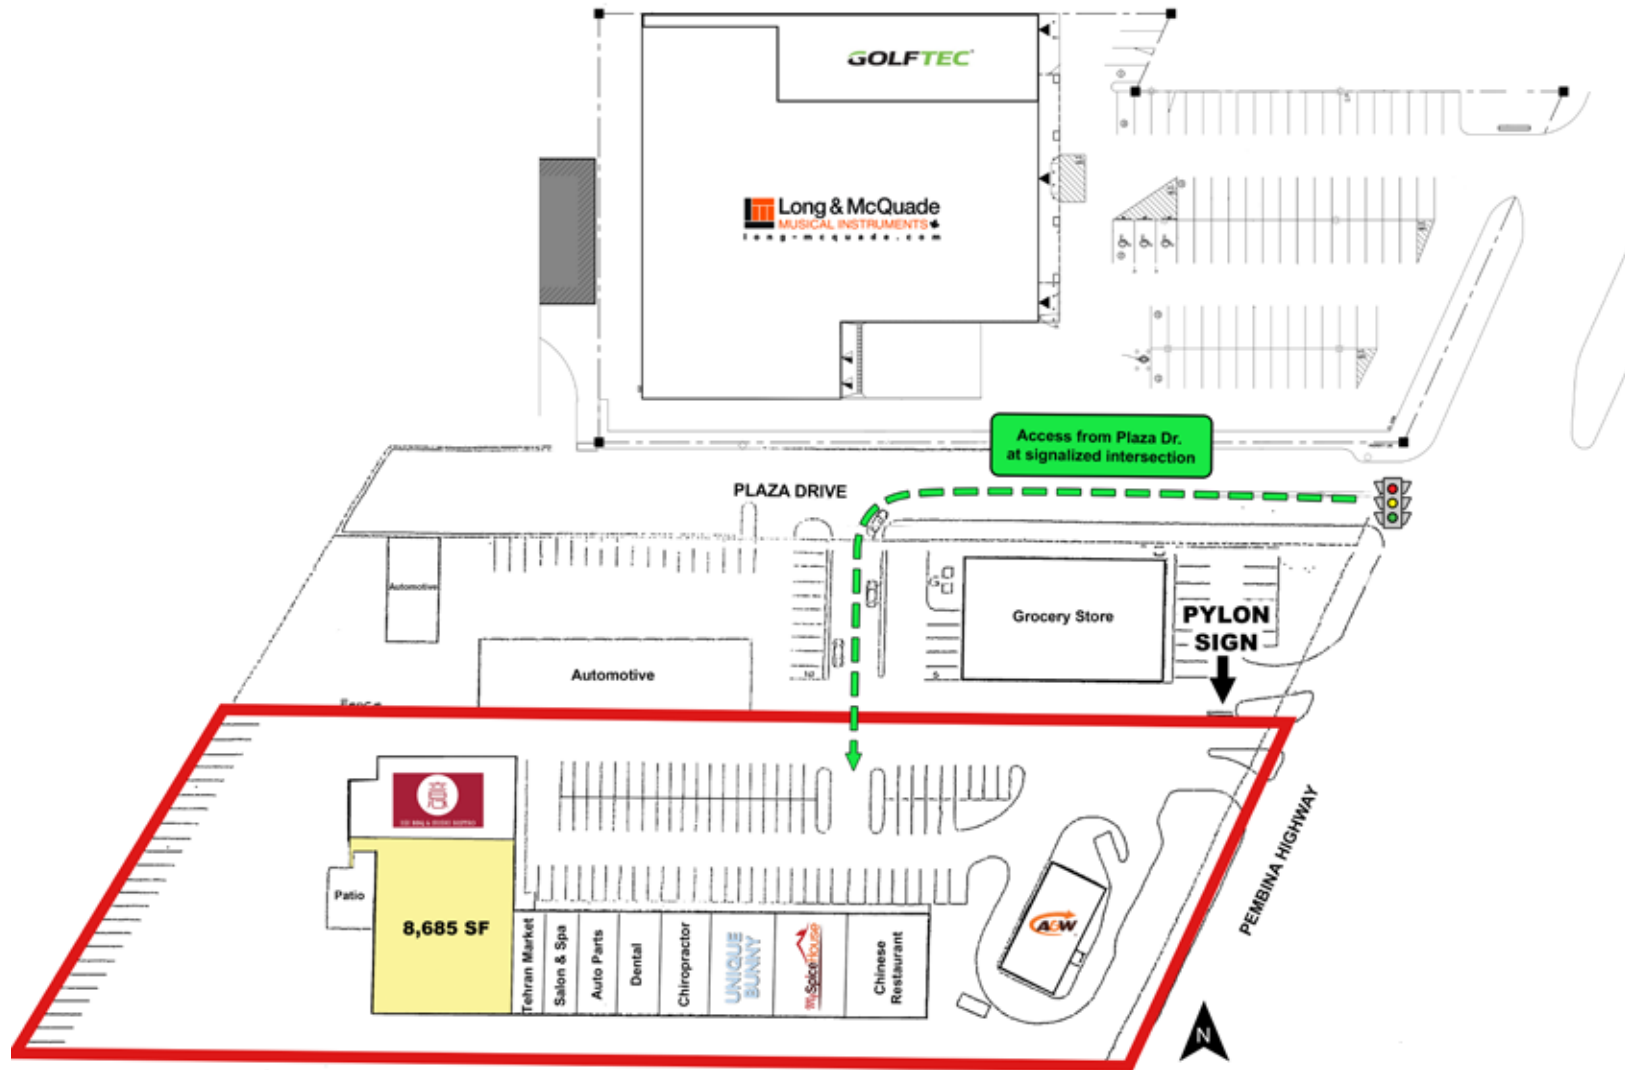 GOLFTEC
Long & McQuade
MUSICAL INSTRUMENTS
long-mcquade.com
Access from Plaza Dr.
at signalized intersection
PLAZA DRIVE
Automotive
Grocery Store
PYLON
SIGN
Automotive
意
Patio
8,685 SF
Tehran Market
Salon & Spa
Auto Parts
Dental
Chiropractor
UNIQUE
BUNNY
mySpiceHouse
Chinese
Restaurant
A&W
PEMBINA HIGHWAY
N